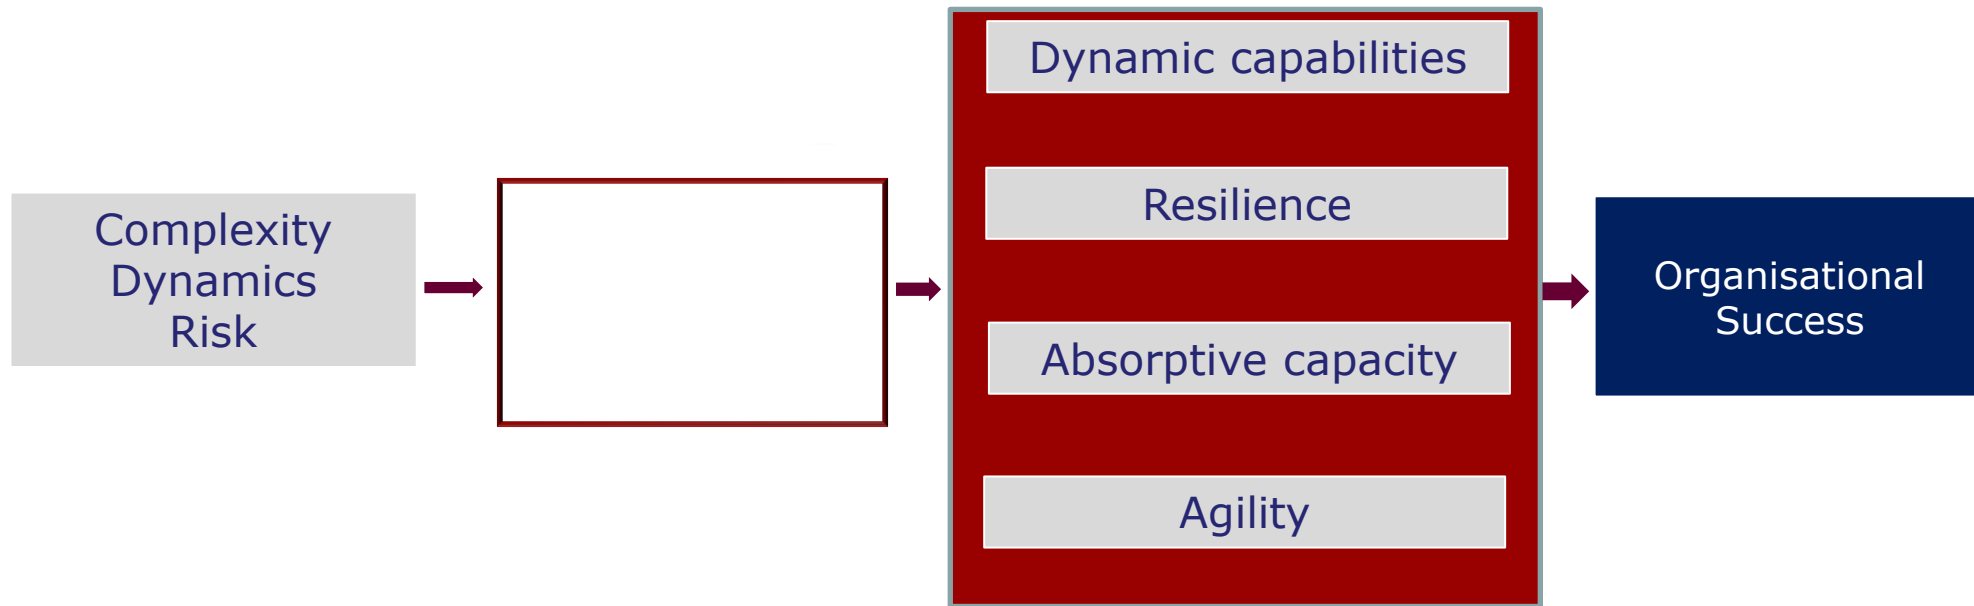 Complexity
Dynamics
Risk
Dynamic capabilities
Resilience
Absorptive capacity
Agility
Organisational
Success